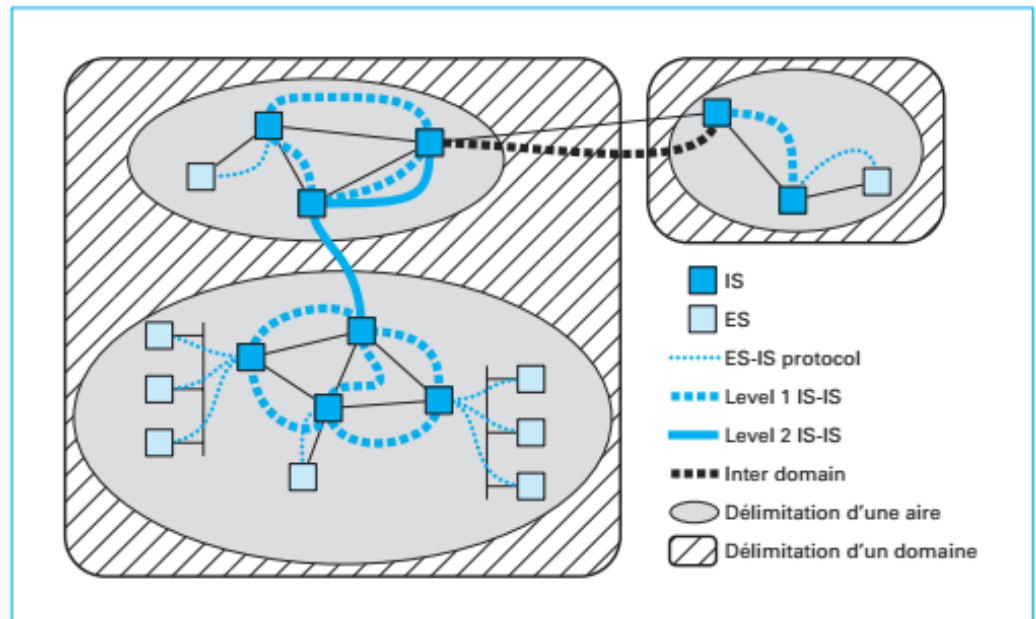 IS
ES
ES-IS protocol
Level 1 IS-IS
Level 2 IS-IS
Inter domain
Délimitation d'une aire
Délimitation d'un domaine